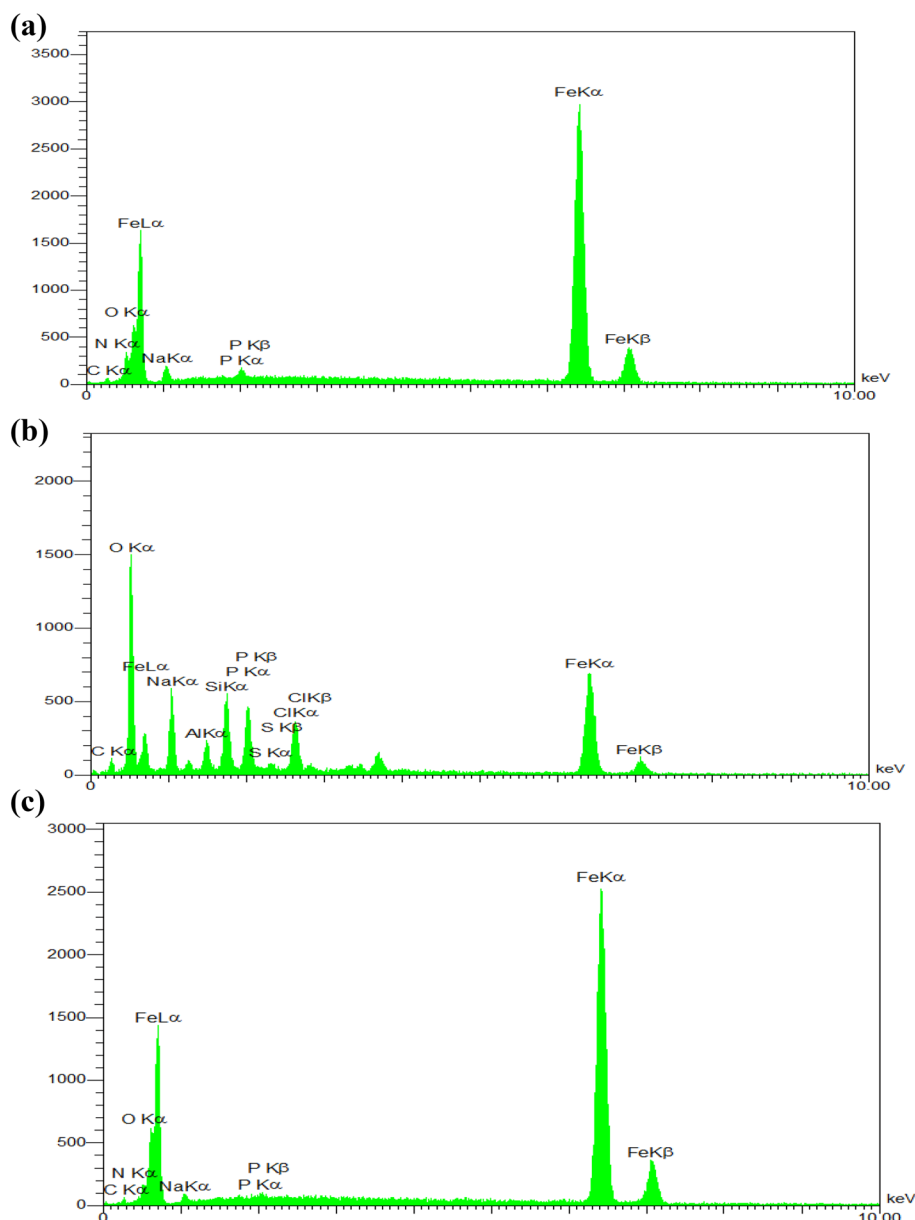 (a)
3500
3000
FeKα
2500
2000
FeLα
1500
1000
O Kα
500
N Kα
P Kβ
FeKβ
C Kα
NaKα
P Kα
0
keV
0
10.00
(b)
2000
O Kα
1500
1000
P Kβ
FeLα
FeKα
NaKα
SiKα
P Kα
ClKβ
500
ClKα
AlKα
S Kβ
C Kα
S Kα
FeKβ
0
keV
0
10.00
(c)
3000
FeKα
2500
2000
FeLα
1500
1000
O Kα
500
N Kα
P Kβ
FeKβ
C Kα
NaKα
P Kα
0
keV
0
10.00